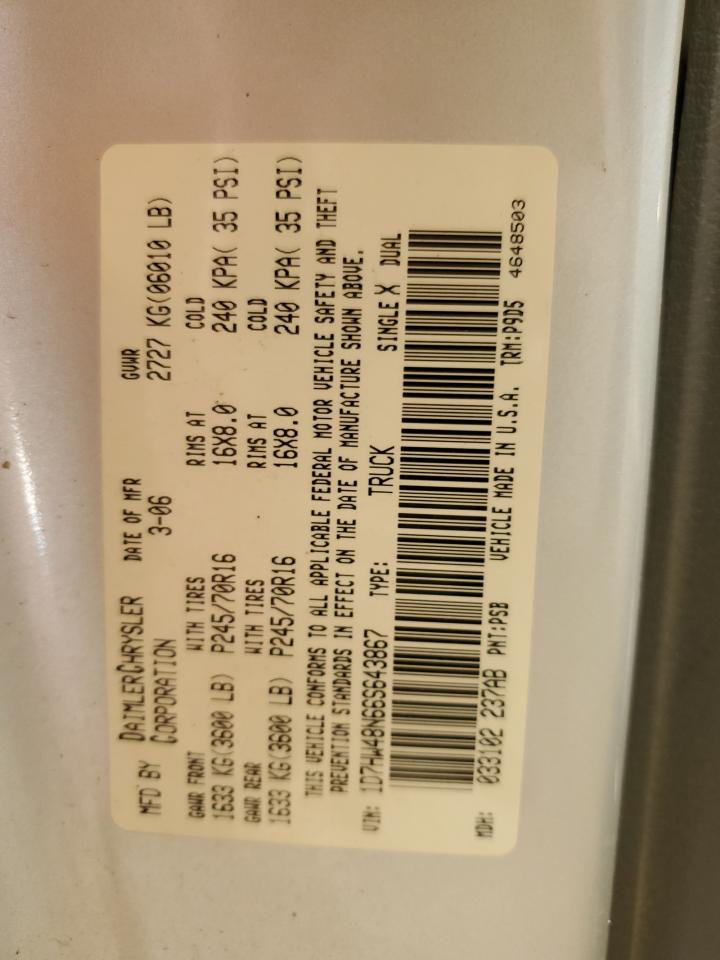 MFD BY DAIMLERCHRYSLER CORPORATION
DATE OF MFR 3-06
GVWR 2727 KG(06010 LB)
GAWR FRONT WITH TIRES RIMS AT COLD
1633 KG(3600 LB) P245/70R16 16X8.0 240 KPA( 35 PSI)
GAWR REAR WITH TIRES RIMS AT COLD
1633 KG(3600 LB) P245/70R16 16X8.0 240 KPA( 35 PSI)
THIS VEHICLE CONFORMS TO ALL APPLICABLE FEDERAL MOTOR VEHICLE SAFETY AND THEFT
PREVENTION STANDARDS IN EFFECT ON THE DATE OF MANUFACTURE SHOWN ABOVE.
VIN: 1D7HW48N66S643867 TYPE: TRUCK SINGLE X DUAL
MDH: 033102 237AB PNT:PSB VEHICLE MADE IN U.S.A. TRM:P9D5 4648503